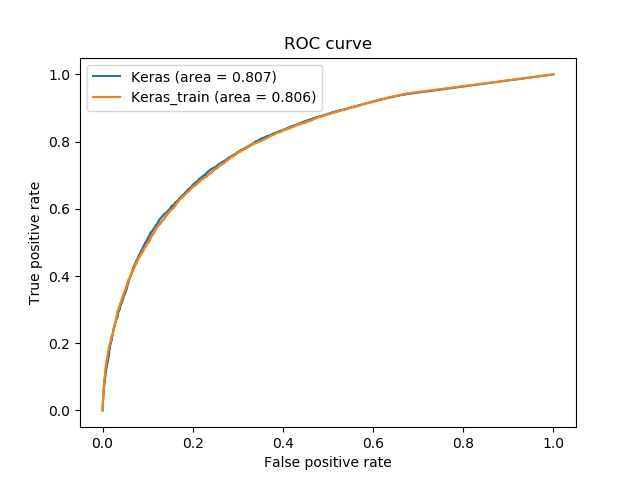 ROC curve
Keras (area = 0.807)
Keras_train (area = 0.806)
1.0
0.8
0.6
0.4
0.2
0.0
True positive rate
0.0 0.2 0.4 0.6 0.8 1.0
False positive rate